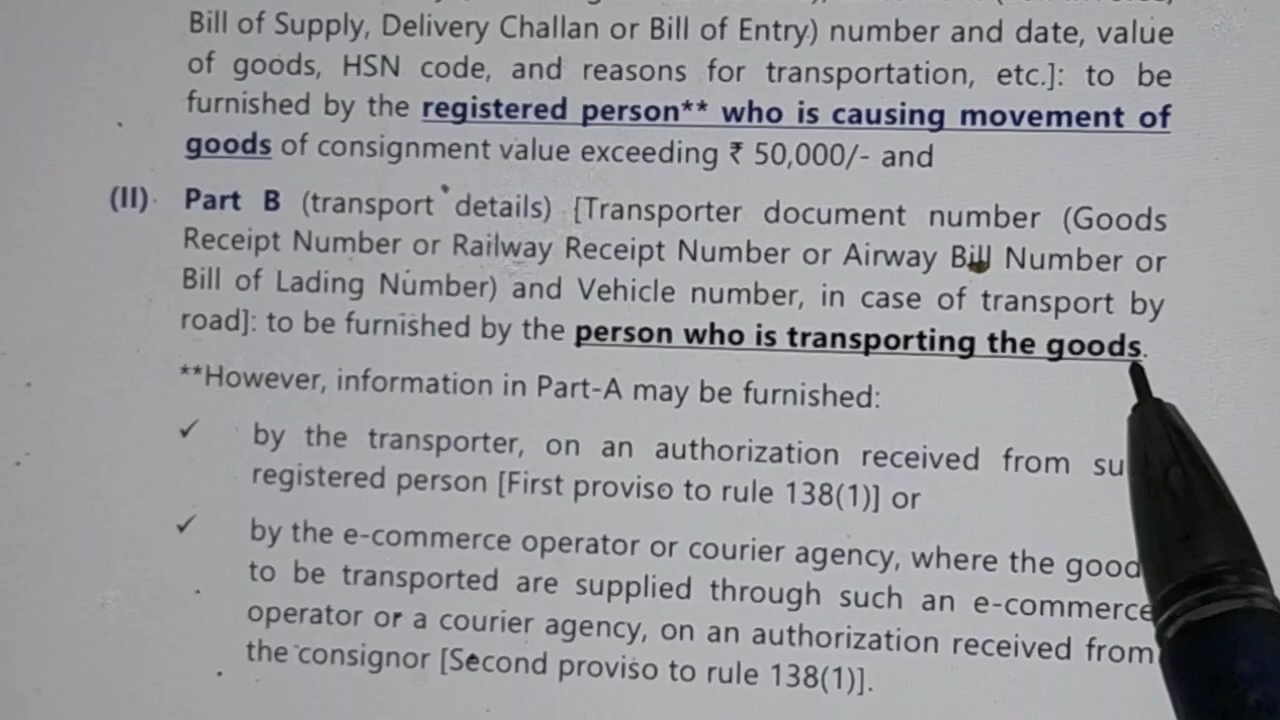 Bill of Supply, Delivery Challan or Bill of Entry) number and date, value
of goods, HSN code, and reasons for transportation, etc.]: to be
furnished by the registered person** who is causing movement of
goods of consignment value exceeding ₹ 50,000/- and
(II) Part B (transport details) [Transporter document number (Goods
Receipt Number or Railway Receipt Number or Airway Bill Number or
Bill of Lading Number) and Vehicle number, in case of transport by
road]: to be furnished by the person who is transporting the goods.
**However, information in Part-A may be furnished:
✓ by the transporter, on an authorization received from su
registered person [First proviso to rule 138(1)] or
✓ by the e-commerce operator or courier agency, where the good
to be transported are supplied through such an e-commerce
operator or a courier agency, on an authorization received from
the consignor [Second proviso to rule 138(1)].